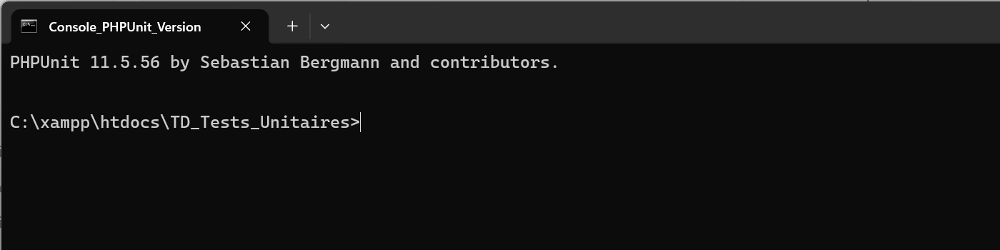 Console_PHPUnit_Version
PHPUnit 11.5.56 by Sebastian Bergmann and contributors.
C:\xampp\htdocs\TD_Tests_Unitaires>